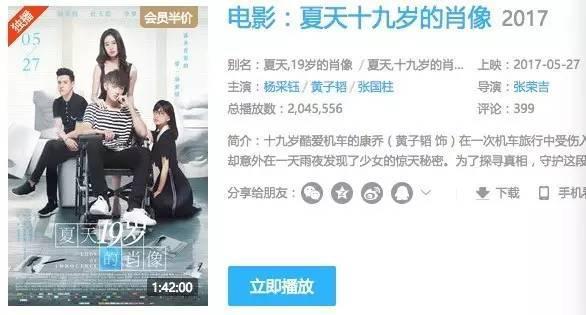 独播
会员半价
05
27
夏天19岁
的肖像
1:42:00
电影：夏天十九岁的肖像 2017
别名：夏天,19岁的肖像 / 夏天,十九岁的肖... 上映：2017-05-27
主演：杨采钰/黄子韬/张国柱 导演：张荣吉
总播放数：2,045,556 评论：399
简介：十九岁酷爱机车的康乔（黄子韬 饰）在一次机车旅行中受伤入
却意外在一天雨夜发现了少女的惊天秘密。为了探寻真相，守护这段
分享给朋友： 下载 手机看
立即播放